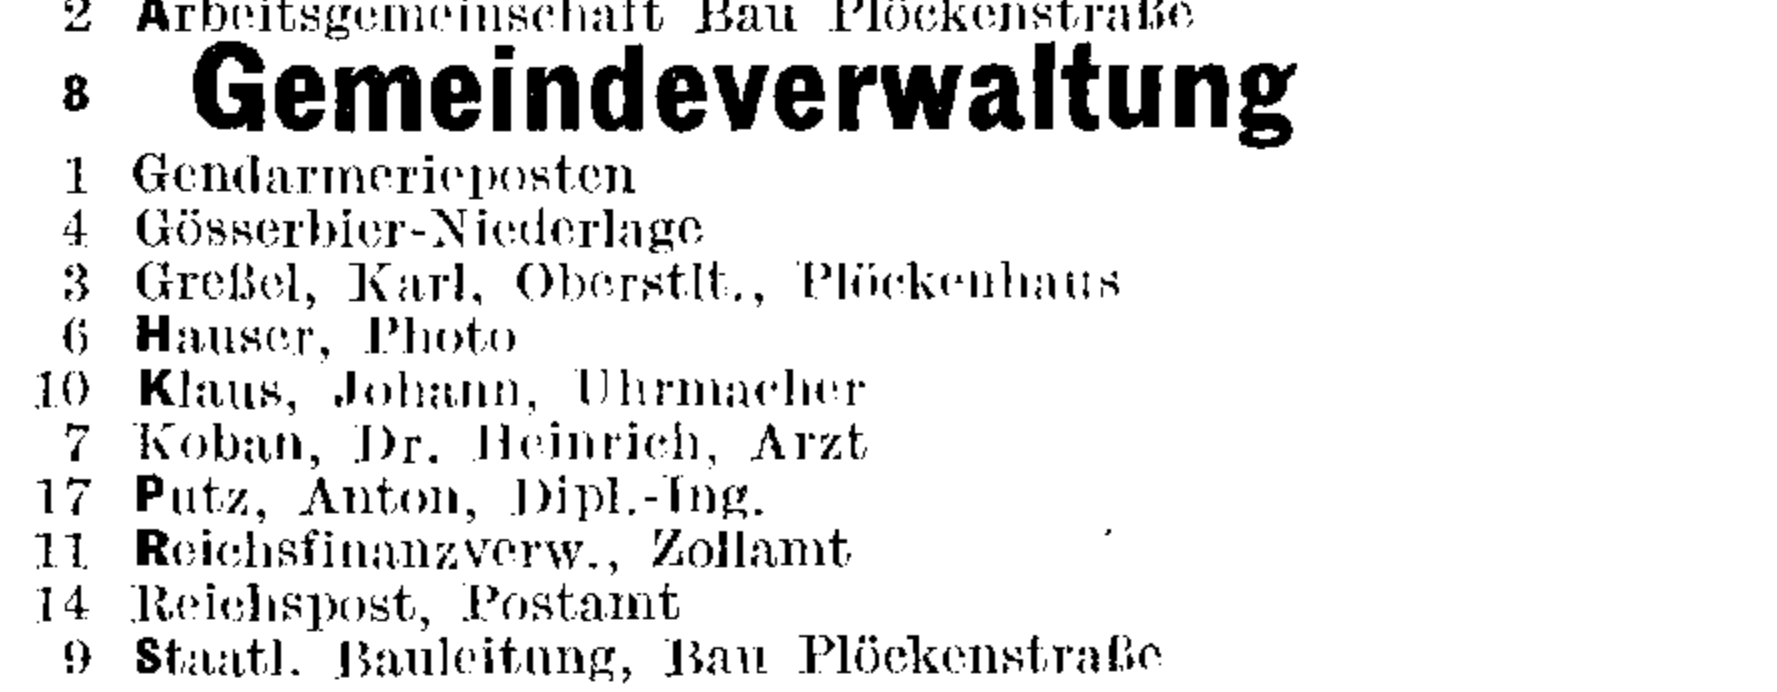 2 Arbeitsgemeinschaft Bau Plöckenstraße
8 Gemeindeverwaltung
1 Gendarmerieposten
4 Gösserbier-Niederlage
3 Greßel, Karl, Oberstlt., Plöckenhaus
6 Hauser, Photo
10 Klaus, Johann, Uhrmacher
7 Koban, Dr. Heinrich, Arzt
17 Putz, Anton, Dipl.-Ing.
11 Reichsfinanzverw., Zollamt
14 Reichspost, Postamt
9 Staatl. Bauleitung, Bau Plöckenstraße